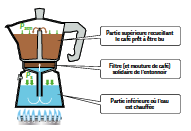 Partie supérieure recueillant
le café prêt à être bu
Filtre (et mouture de café)
solidaire de l'entonnoir
Partie inférieure où l'eau
est chauffée